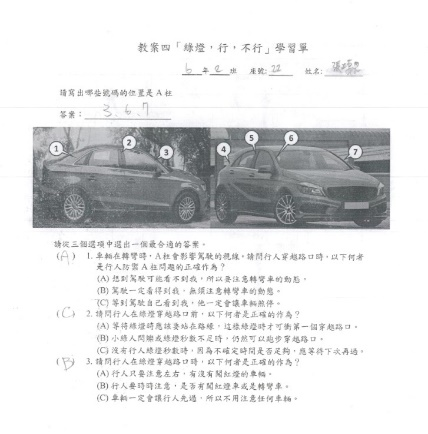 教案四「綠燈，行，不行」學習單
6 年 2 班 座號: 22 姓名:
請寫出哪些號碼的位置是 A 柱
答案： 3、6、7
1 2 3 4 5 6 7
請從三個選項中選出一個最合適的答案。
(A) 1. 車輛在轉彎時，A 柱會影響駕駛的視線，請問行人穿越路口時，以下何者
是行人防禦 A 柱問題的正確作為？
(A) 想到駕駛可能看不到我，所以要注意轉彎車的動態。
(B) 駕駛一定看得到我，無須注意轉彎車的動態。
(C) 等到駕駛自己看到我，他一定會讓車輛煞停。
(C) 2. 請問行人在綠燈穿越路口前，以下何者是正確的作為？
(A) 等待綠燈時應該要站在路緣，這樣綠燈時才可衝第一個穿越路口。
(B) 小綠人閃爍或綠燈秒數不足時，仍然可以跑步穿越路口。
(C) 沒有行人綠燈秒數時，因為不確定時間是否足夠，應等待下次再過。
(B) 3. 請問行人在綠燈穿越路口時，以下何者是正確的作為？
(A) 行人只要注意左右，有沒有闖紅燈的車輛。
(B) 行人要時時注意，是否有闖紅燈車或是轉彎車。
(C) 車輛一定會讓行人先過，所以不用注意任何車輛。